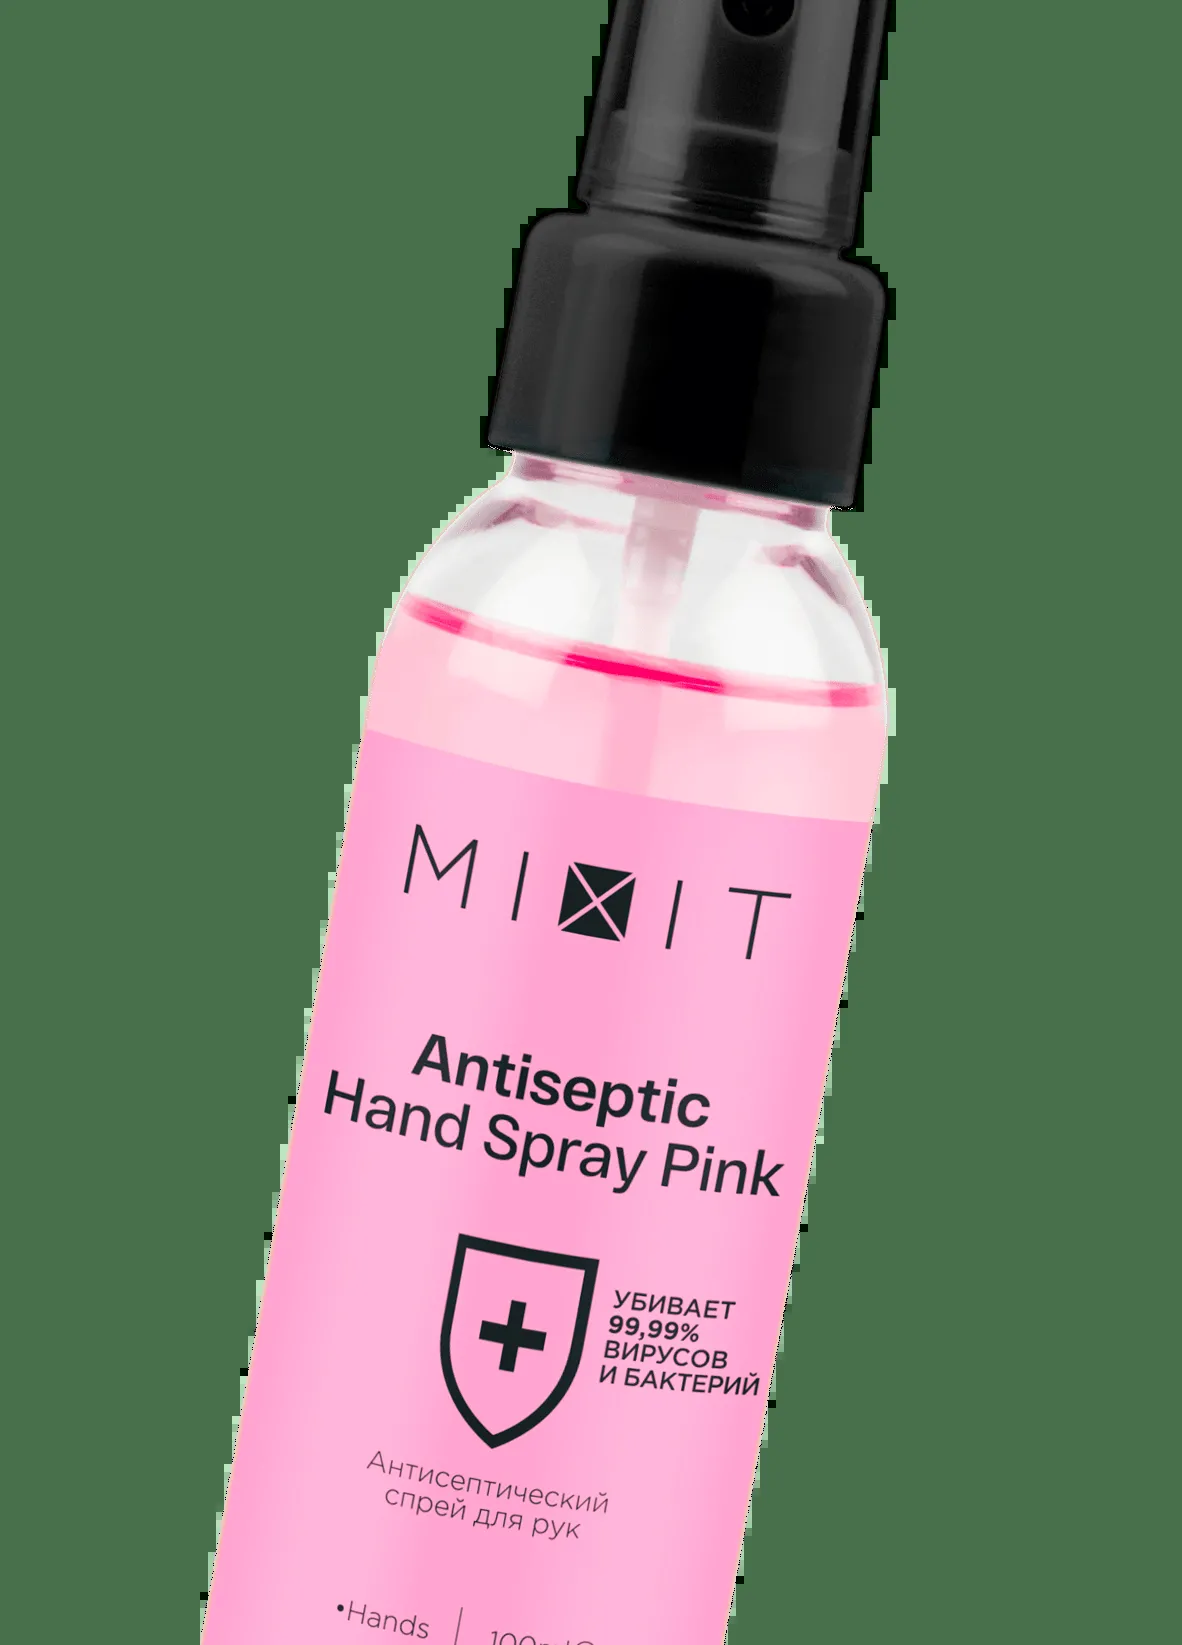 MIXIT
Antiseptic
Hand Spray Pink
УБИВАЕТ
99,99%
ВИРУСОВ
И БАКТЕРИЙ
Антисептический
спрей для рук
•Hands